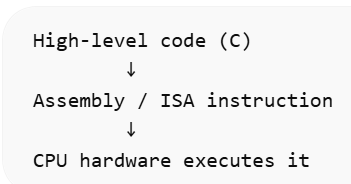 High-level code (C)
↓
Assembly / ISA instruction
↓
CPU hardware executes it